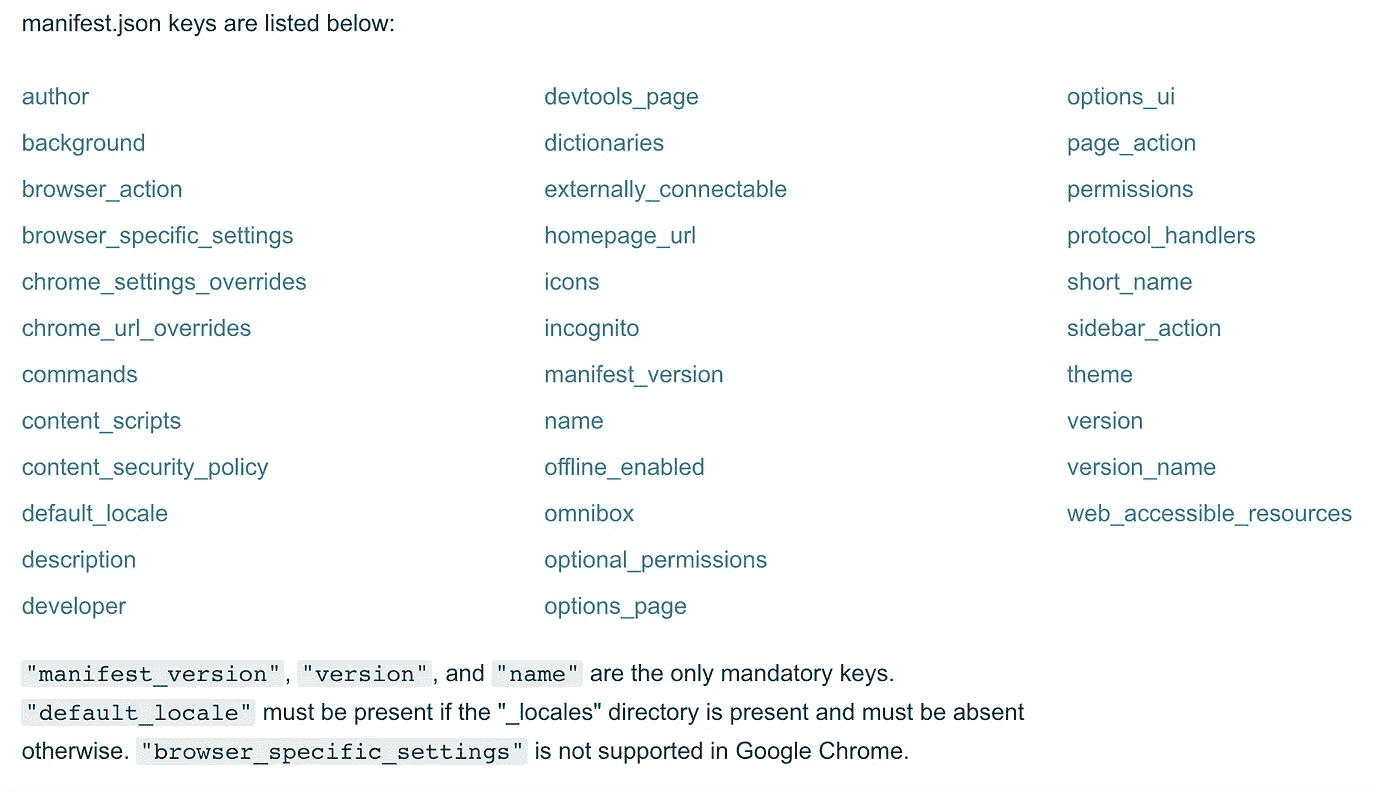 manifest.json keys are listed below:
author
background
browser_action
browser_specific_settings
chrome_settings_overrides
chrome_url_overrides
commands
content_scripts
content_security_policy
default_locale
description
developer
devtools_page
dictionaries
externally_connectable
homepage_url
icons
incognito
manifest_version
name
offline_enabled
omnibox
optional_permissions
options_page
options_ui
page_action
permissions
protocol_handlers
short_name
sidebar_action
theme
version
version_name
web_accessible_resources
"manifest_version", "version", and "name" are the only mandatory keys.
"default_locale" must be present if the "_locales" directory is present and must be absent
otherwise. "browser_specific_settings" is not supported in Google Chrome.